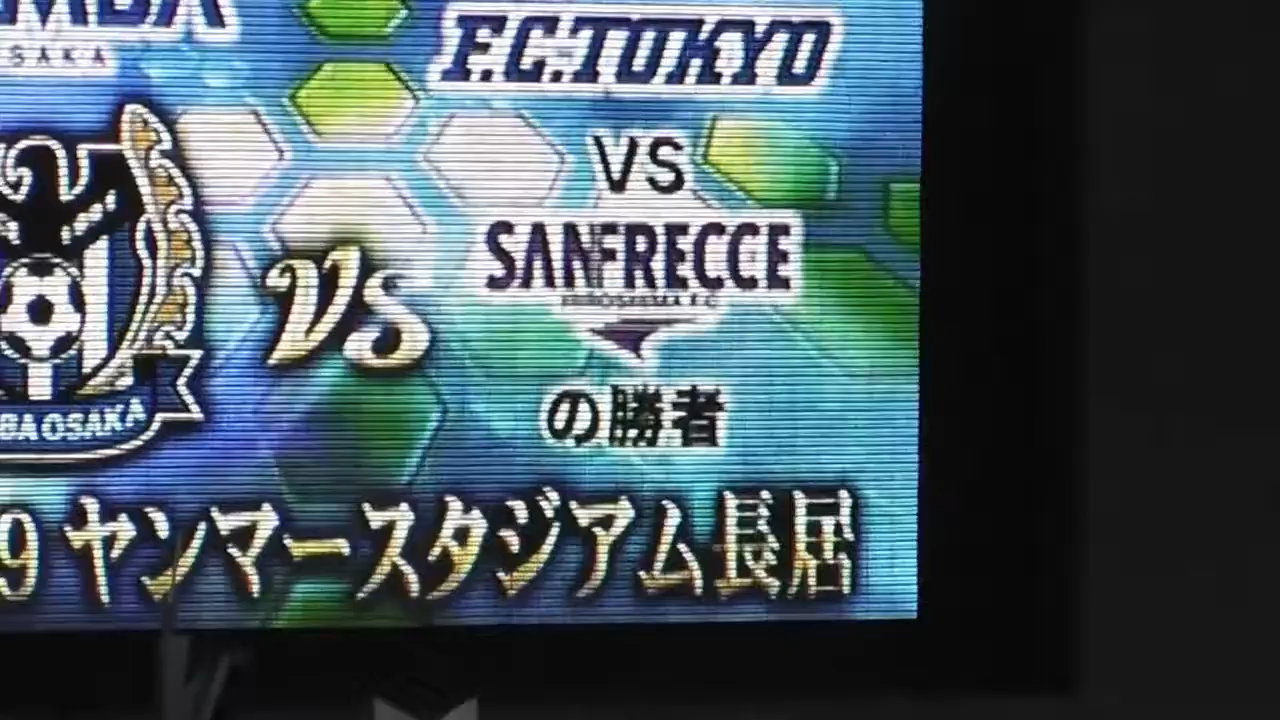 OSAKA
F.C.TOKYO
VS
SANFRECCE
HIROSHIMA F.C
VS
BA OSAKA
の勝者
9 ヤンマースタジアム長居